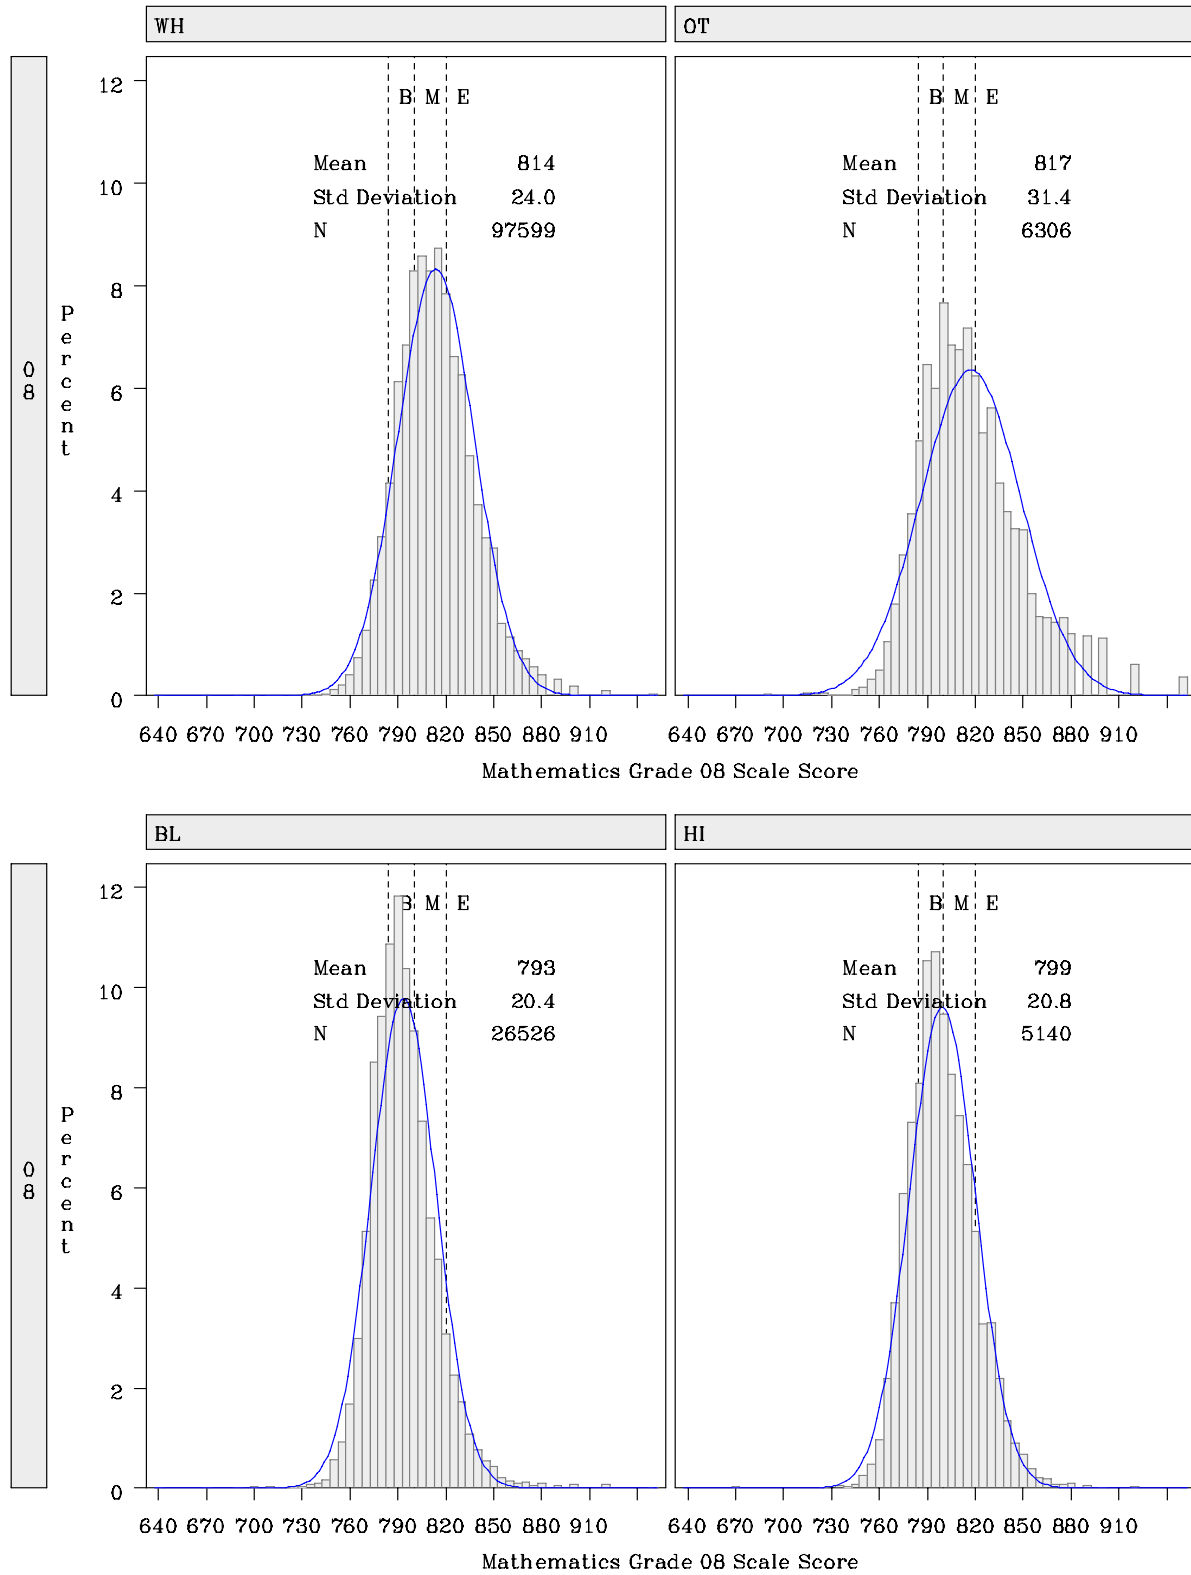 WH
OT
12
B M E
B M E
Mean 814
Mean 817
10
Std Deviation 24.0
Std Deviation 31.4
N 97599
N 6306
8
Percent
08
6
4
2
0
640 670 700 730 760 790 820 850 880 910
640 670 700 730 760 790 820 850 880 910
Mathematics Grade 08 Scale Score
BL
HI
12
B M E
B M E
Mean 793
Mean 799
10
Std Deviation 20.4
Std Deviation 20.8
N 26526
N 5140
8
Percent
08
6
4
2
0
640 670 700 730 760 790 820 850 880 910
640 670 700 730 760 790 820 850 880 910
Mathematics Grade 08 Scale Score